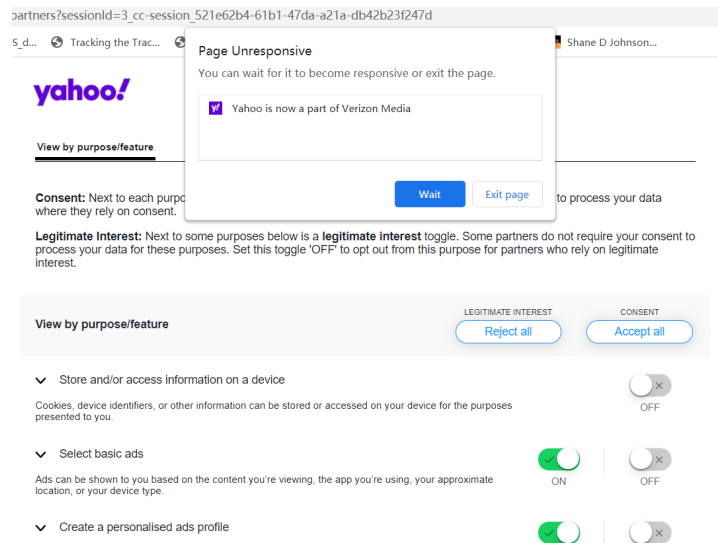 partners?sessionId=3_cc-session_521e62b4-61b1-47da-a21a-db42b23f247d
S_d... Tracking the Trac... Shane D Johnson...
Page Unresponsive
You can wait for it to become responsive or exit the page.
Yahoo is now a part of Verizon Media
Wait Exit page
yahoo!
View by purpose/feature
Consent: Next to each purpo to process your data
where they rely on consent.
Legitimate Interest: Next to some purposes below is a legitimate interest toggle. Some partners do not require your consent to
process your data for these purposes. Set this toggle 'OFF' to opt out from this purpose for partners who rely on legitimate
interest.
LEGITIMATE INTEREST CONSENT
View by purpose/feature Reject all Accept all
Store and/or access information on a device
Cookies, device identifiers, or other information can be stored or accessed on your device for the purposes
presented to you.
OFF
Select basic ads
Ads can be shown to you based on the content you're viewing, the app you're using, your approximate
location, or your device type.
ON OFF
Create a personalised ads profile